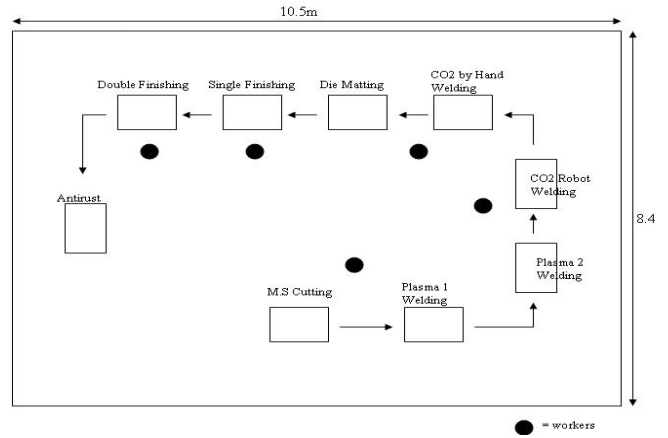 10.5m
Double Finishing
Single Finishing
Die Matting
CO2 by Hand
Welding
CO2 Robot
Welding
Antirust
8.4
Plasma 2
Welding
M.S Cutting
Plasma 1
Welding
= workers